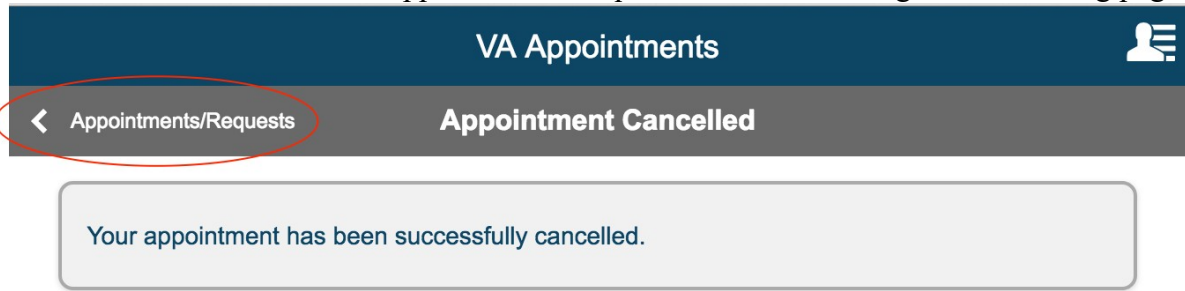 VA Appointments
Appointments/Requests
Appointment Cancelled
Your appointment has been successfully cancelled.